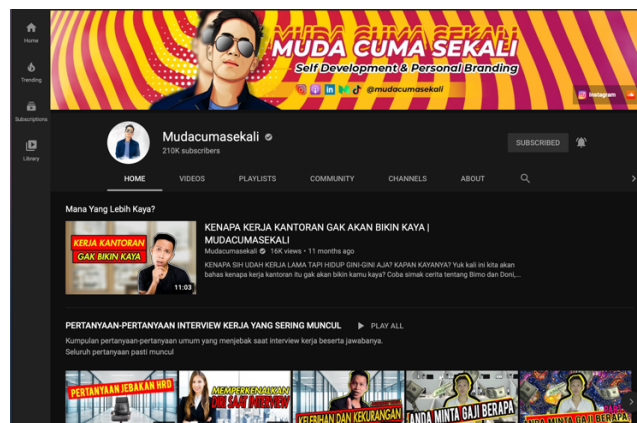 Home
Trending
Subscriptions
Library
MUDA CUMA SEKALI
Self Development & Personal Branding
@mudacumasekali
Instagram
Mudacumasekali
210K subscribers
SUBSCRIBED
HOME VIDEOS PLAYLISTS COMMUNITY CHANNELS ABOUT
Mana Yang Lebih Kaya?
KERJA KANTORAN
GAK BIKIN KAYA
11:03
KENAPA KERJA KANTORAN GAK AKAN BIKIN KAYA |
MUDACUMASEKALI
Mudacumasekali 16K views • 11 months ago
KENAPA SIH UDAH KERJA LAMA TAPI HIDUP GINI-GINI AJA? KAPAN KAYANYA? Yuk kali ini kita akan
bahas kenapa kerja kantoran itu gak akan bikin kamu kaya? Coba simak cerita tentang Bimo dan Doni,...
PERTANYAAN-PERTANYAAN INTERVIEW KERJA YANG SERING MUNCUL PLAY ALL
Kumpulan pertanyaan-pertanyaan umum yang menjebak saat interview kerja beserta jawabanya.
Seluruh pertanyaan pasti muncul
PERTANYAAN JEBAKAN HRD
MEMPERKENALKAN
DIRI SAAT INTERVIEW
KELEBIHAN DAN KEKURANGAN
ANDA MINTA GAJI BERAPA
ANDA MINTA GAJI BERAPA